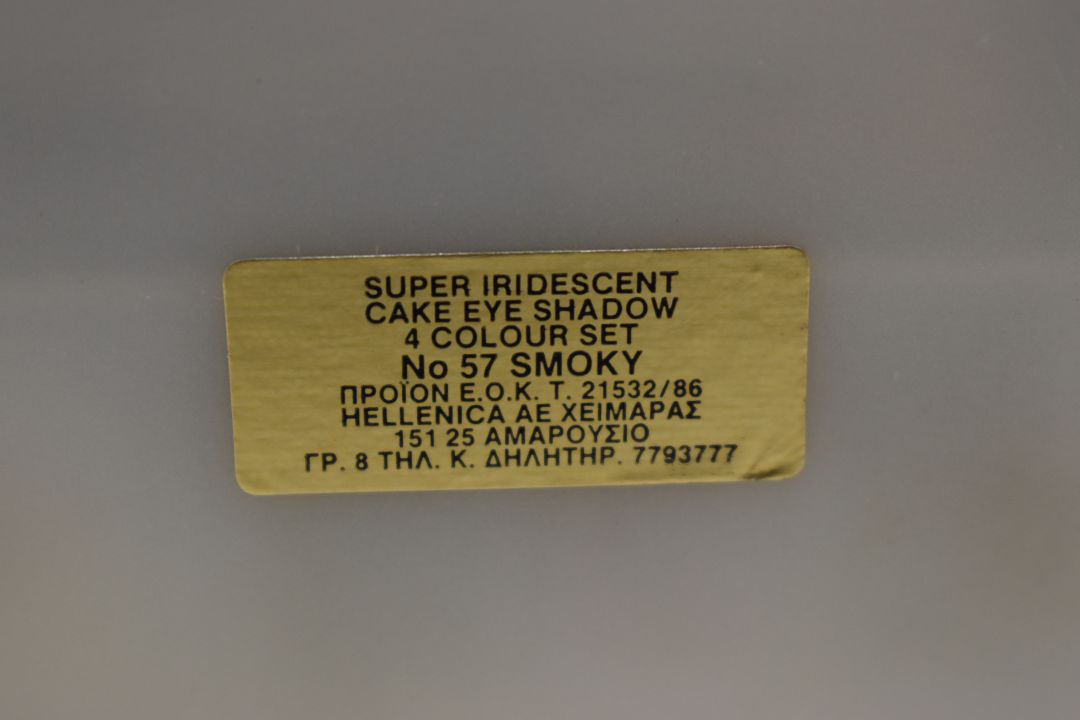 SUPER IRIDESCENT
CAKE EYE SHADOW
4 COLOUR SET
No 57 SMOKY
ΠΡΟΪΟΝ Ε.Ο.Κ. Τ. 21532/86
HELLENICA AE ΧΕΙΜΑΡΑΣ
151 25 ΑΜΑΡΟΥΣΙΟ
ΓΡ. 8 ΤΗΛ. Κ. ΔΗΛΗΤΗΡ. 7793777